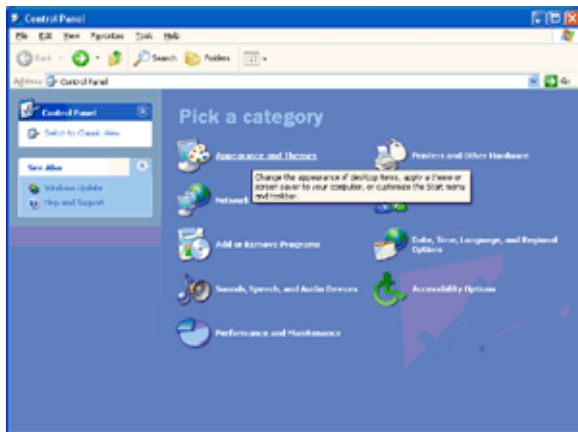 Control Panel
File Edit View Favorites Tools Help
Back Search Folders
Address Control Panel Go
Control Panel
Switch to Classic View
See Also
Windows Update
Help and Support
Pick a category
Appearance and Themes
Printers and Other Hardware
Change the appearance of desktop items, apply a theme or
screen saver to your computer, or customize the Start menu
and taskbar.
Network
Add or Remove Programs
Date, Time, Language, and Regional
Options
Sounds, Speech, and Audio Devices
Accessibility Options
Performance and Maintenance